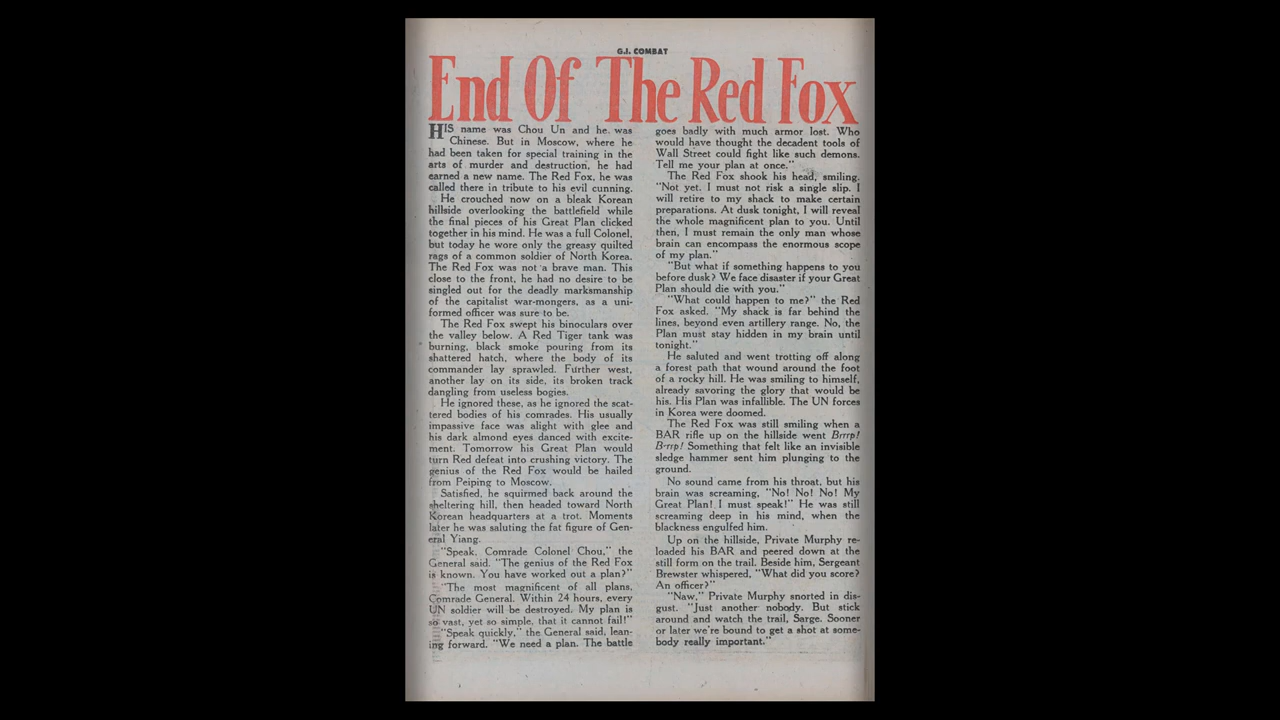 G.I. COMBAT
End Of The Red Fox
HIS name was Chou Un and he was
Chinese. But in Moscow, where he
had been taken for special training in the
arts of murder and destruction, he had
earned a new name. The Red Fox, he was
called there in tribute to his evil cunning.
He crouched now on a bleak Korean
hillside overlooking the battlefield while
the final pieces of his Great Plan clicked
together in his mind. He was a full Colonel,
but today he wore only the greasy quilted
rags of a common soldier of North Korea.
The Red Fox was not a brave man. This
close to the front, he had no desire to be
singled out for the deadly marksmanship
of the capitalist war-mongers, as a uni-
formed officer was sure to be.
The Red Fox swept his binoculars over
the valley below. A Red Tiger tank was
burning, black smoke pouring from its
shattered hatch, where the body of its
commander lay sprawled. Further west,
another lay on its side, its broken track
dangling from useless bogies.
He ignored these, as he ignored the scat-
tered bodies of his comrades. His usually
impassive face was alight with glee and
his dark almond eyes danced with excite-
ment. Tomorrow his Great Plan would
turn Red defeat into crushing victory. The
genius of the Red Fox would be hailed
from Peiping to Moscow.
Satisfied, he squirmed back around the
sheltering hill, then headed toward North
Korean headquarters at a trot. Moments
later he was saluting the fat figure of Gen-
eral Yiang.
"Speak, Comrade Colonel Chou," the
General said. "The genius of the Red Fox
is known. You have worked out a plan?"
"The most magnificent of all plans,
Comrade General. Within 24 hours, every
UN soldier will be destroyed. My plan is
so vast, yet so simple, that it cannot fail!"
"Speak quickly," the General said, lean-
ing forward. "We need a plan. The battle
goes badly with much armor lost. Who
would have thought the decadent tools of
Wall Street could fight like such demons.
Tell me your plan at once."
The Red Fox shook his head, smiling.
"Not yet. I must not risk a single slip. I
will retire to my shack to make certain
preparations. At dusk tonight, I will reveal
the whole magnificent plan to you. Until
then, I must remain the only man whose
brain can encompass the enormous scope
of my plan."
"But what if something happens to you
before dusk? We face disaster if your Great
Plan should die with you."
"What could happen to me?" the Red
Fox asked. "My shack is far behind the
lines, beyond even artillery range. No, the
Plan must stay hidden in my brain until
tonight."
He saluted and went trotting off along
a forest path that wound around the foot
of a rocky hill. He was smiling to himself,
already savoring the glory that would be
his. His Plan was infallible. The UN forces
in Korea were doomed.
The Red Fox was still smiling when a
BAR rifle up on the hillside went Brrrp!
Brrrp! Something that felt like an invisible
sledge hammer sent him plunging to the
ground.
No sound came from his throat, but his
brain was screaming, "No! No! No! My
Great Plan! I must speak!" He was still
screaming deep in his mind, when the
blackness engulfed him.
Up on the hillside, Private Murphy re-
loaded his BAR and peered down at the
still form on the trail. Beside him, Sergeant
Brewster whispered, "What did you score?
An officer?"
"Naw," Private Murphy snorted in dis-
gust. "Just another nobody. But stick
around and watch the trail, Sarge. Sooner
or later we're bound to get a shot at some-
body really important."